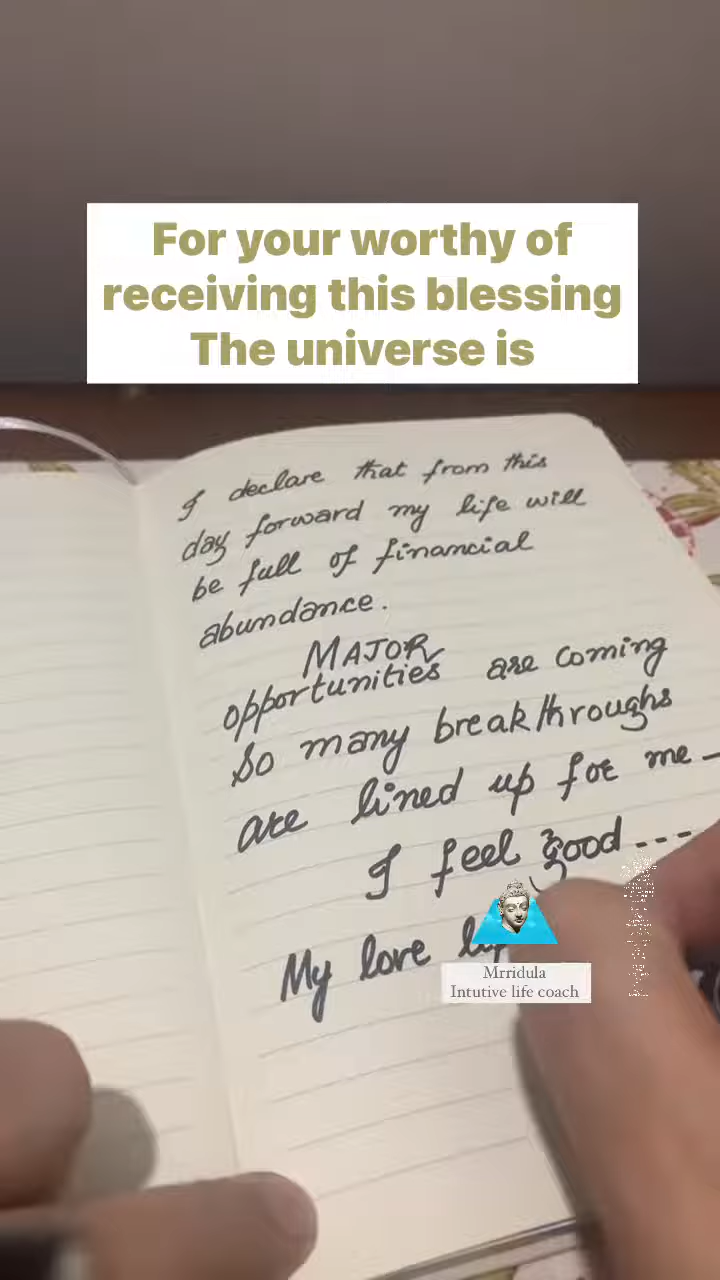 For your worthy of
receiving this blessing
The universe is
I declare that from this
day forward my life will
be full of financial
abundance.
MAJOR
opportunities are coming
So many breakthroughs
are lined up for me -
I feel good ----
My love
Mrridula
Intutive life coach